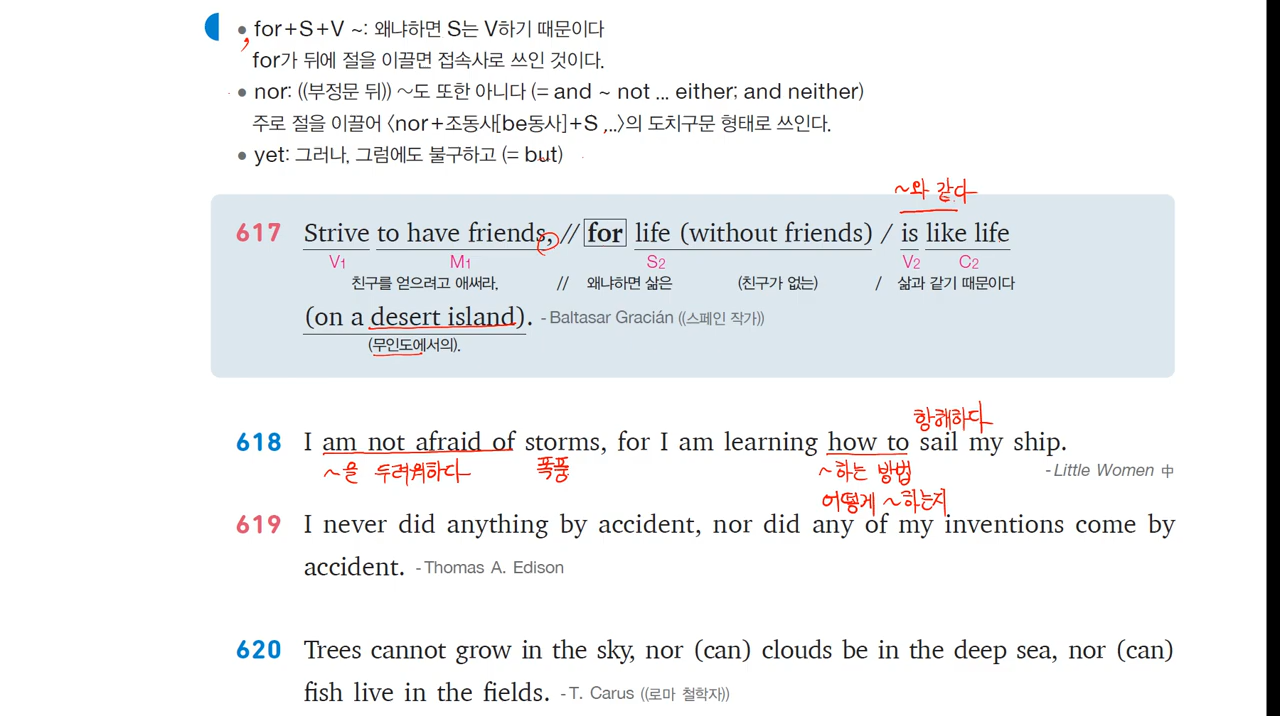 • for+S+V ~: 왜냐하면 S는 V하기 때문이다
,
for가 뒤에 절을 이끌면 접속사로 쓰인 것이다.
• nor: ((부정문 뒤)) ~도 또한 아니다 (= and ~ not ... either; and neither)
주로 절을 이끌어 〈nor+조동사[be동사]+S ...〉의 도치구문 형태로 쓰인다.
• yet: 그러나, 그럼에도 불구하고 (= but)
~와 같다
617 Strive to have friends, // for life (without friends) / is like life
V1 M1 S2 V2 C2
친구를 얻으려고 애써라, // 왜냐하면 삶은 (친구가 없는) / 삶과 같기 때문이다
(on a desert island). - Baltasar Gracián ((스페인 작가))
(무인도에서의).
항해하다
618 I am not afraid of storms, for I am learning how to sail my ship.
~을 두려워하다 폭풍 ~하는 방법 - Little Women 中
어떻게 ~하는지
619 I never did anything by accident, nor did any of my inventions come by
accident. - Thomas A. Edison
620 Trees cannot grow in the sky, nor (can) clouds be in the deep sea, nor (can)
fish live in the fields. - T. Carus ((로마 철학자))